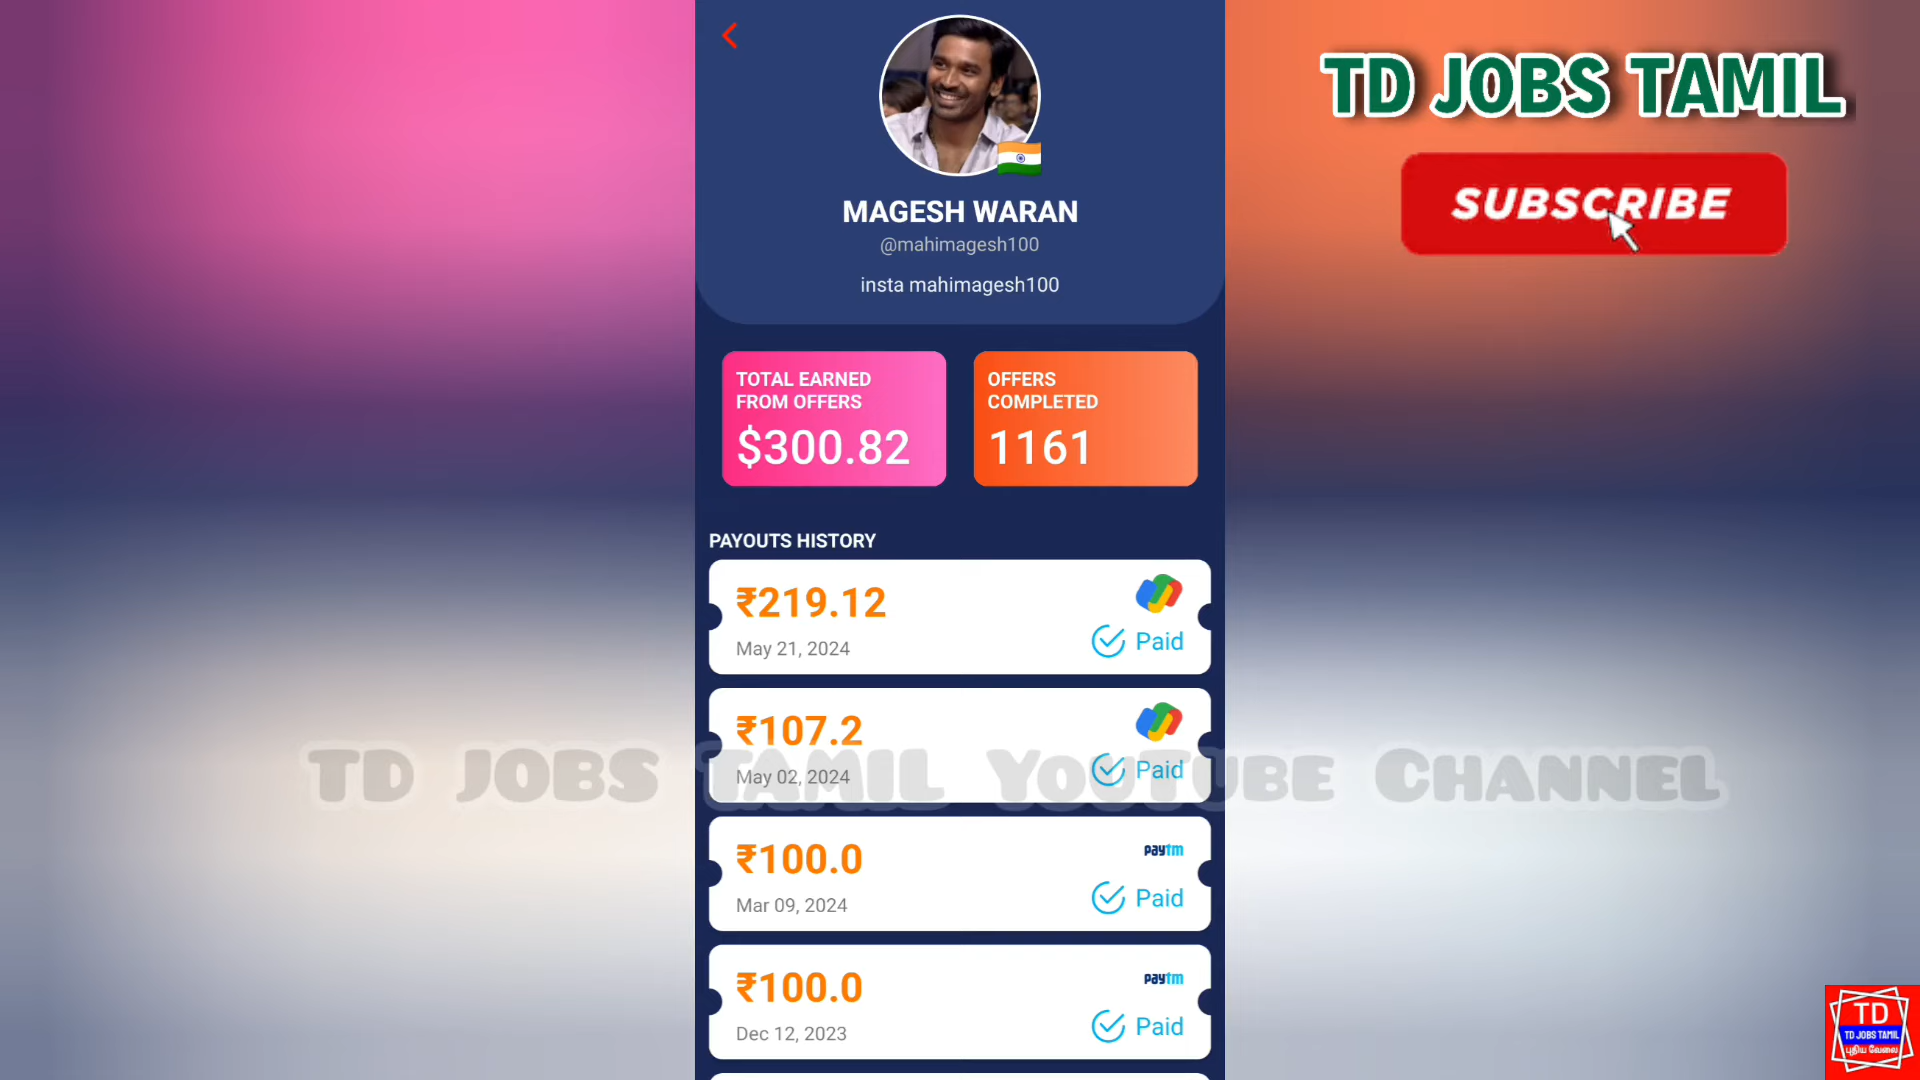 TD JOBS TAMIL
SUBSCRIBE
MAGESH WARAN
@mahimagesh100
insta mahimagesh100
TOTAL EARNED
FROM OFFERS
$300.82
OFFERS
COMPLETED
1161
PAYOUTS HISTORY
₹219.12
May 21, 2024
Paid
₹107.2
May 02, 2024
Paid
TD JOBS TAMIL YOUTUBE CHANNEL
₹100.0
paytm
Mar 09, 2024
Paid
₹100.0
paytm
Dec 12, 2023
Paid
TD
TD JOBS TAMIL
புதிய வேலை